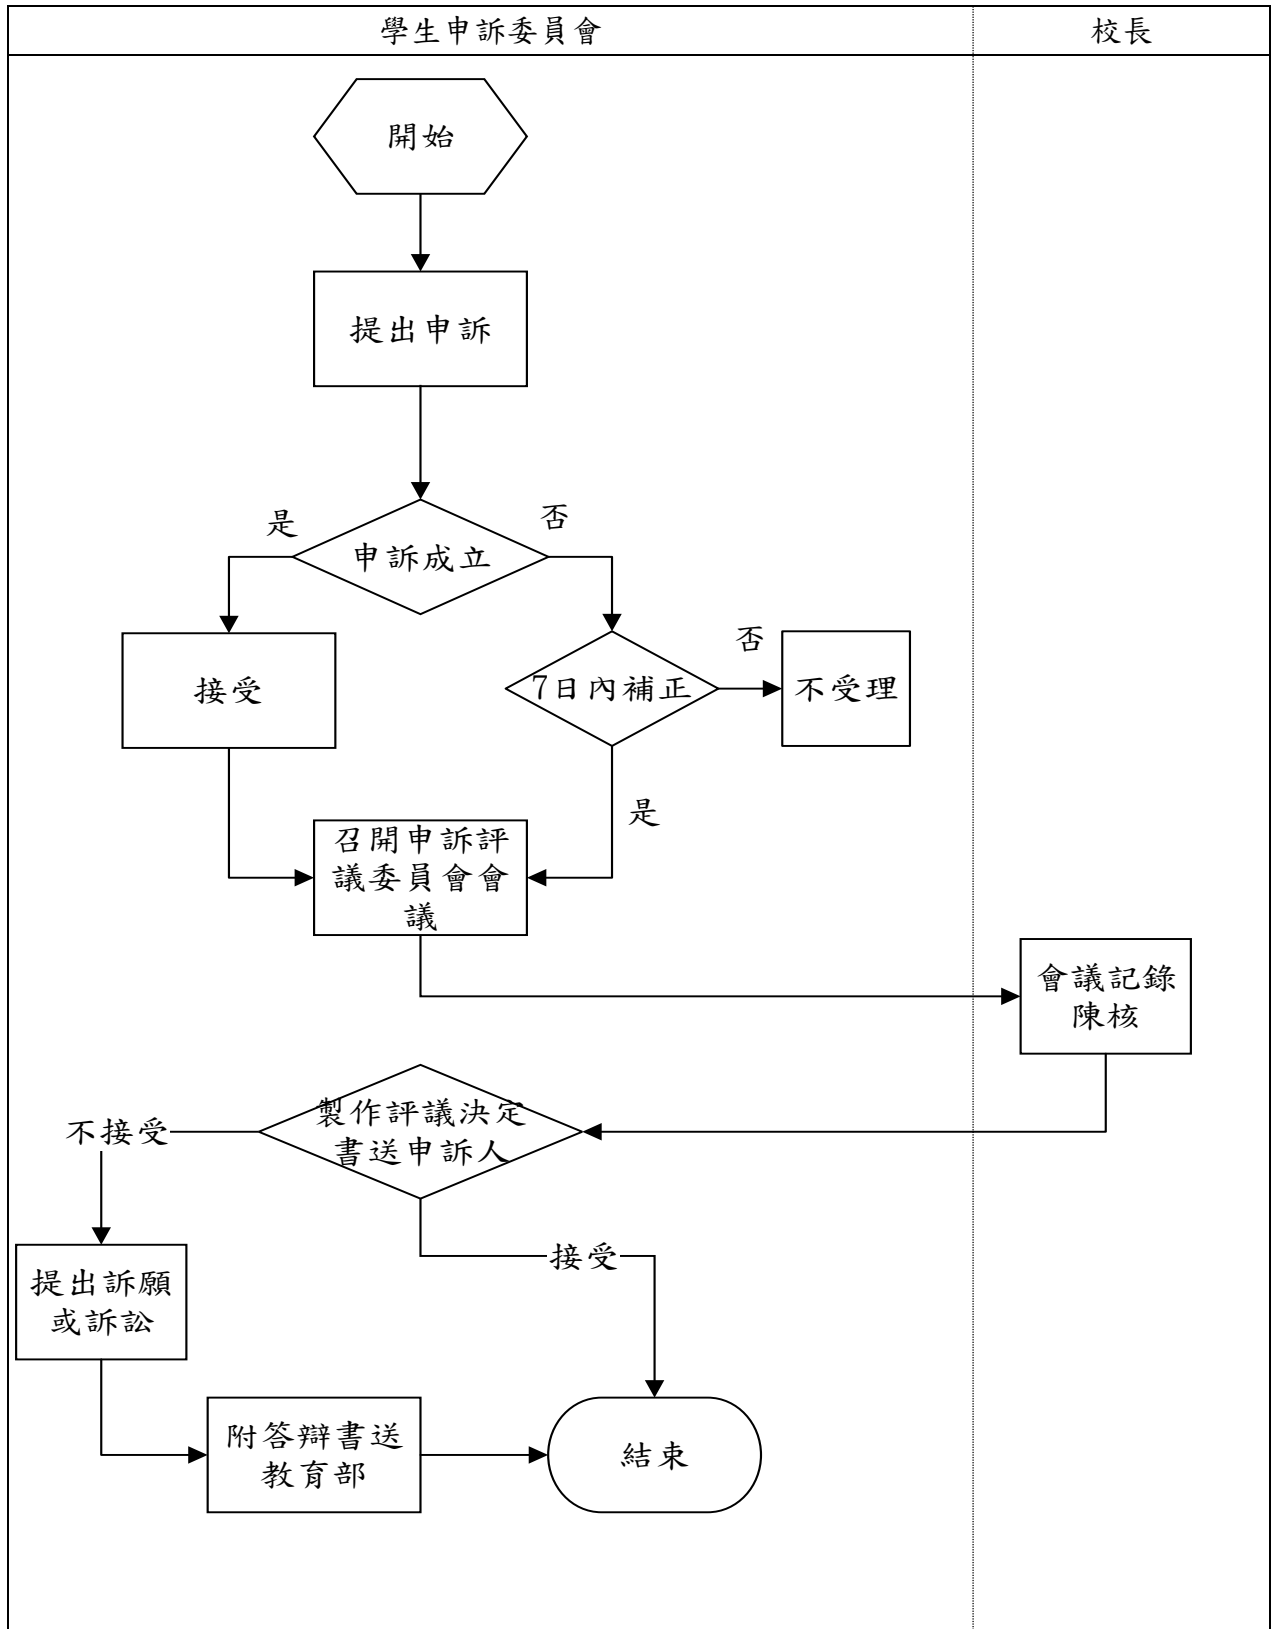 學生申訴委員會
校長
開始
提出申訴
是
否
申訴成立
接受
7日內補正
否
不受理
是
召開申訴評
議委員會會
議
會議記錄
陳核
製作評議決定
書送申訴人
不接受
接受
提出訴願
或訴訟
附答辯書送
教育部
結束